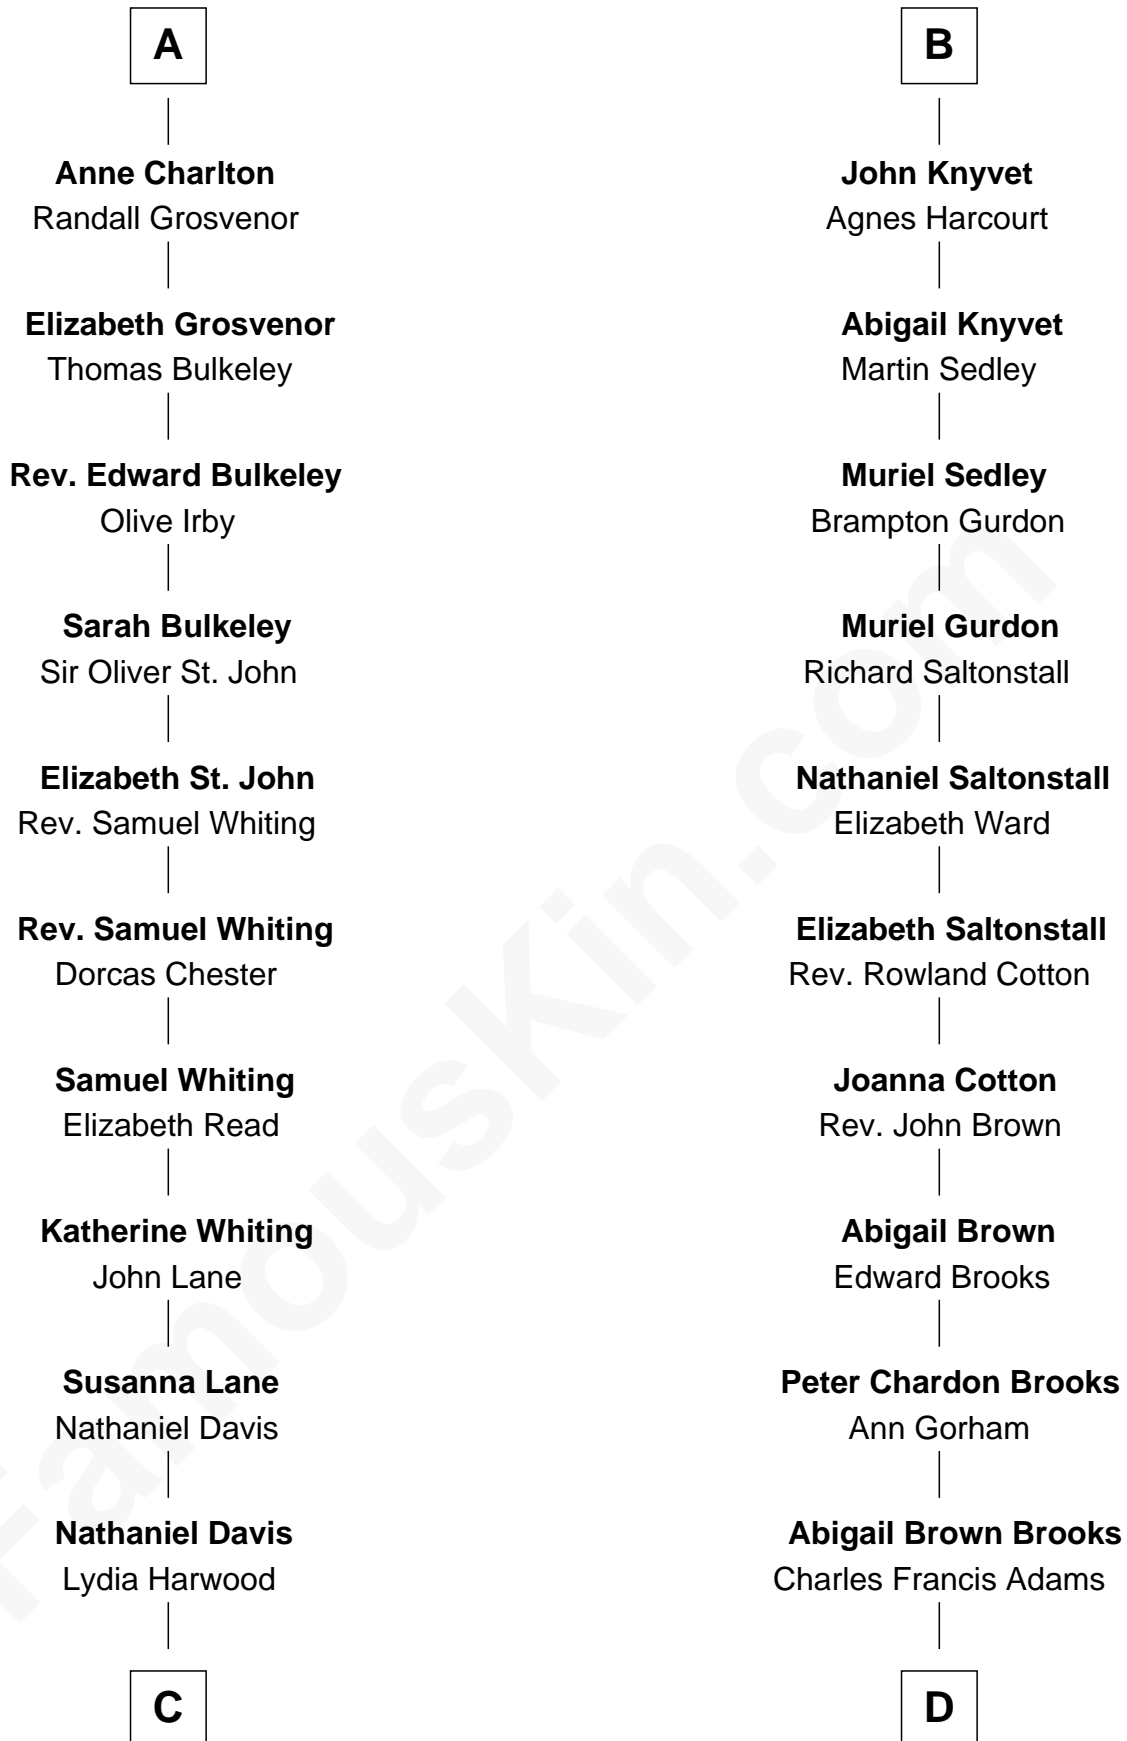 A
Anne Charlton
Randall Grosvenor
Elizabeth Grosvenor
Thomas Bulkeley
Rev. Edward Bulkeley
Olive Irby
Sarah Bulkeley
Sir Oliver St. John
Elizabeth St. John
Rev. Samuel Whiting
Rev. Samuel Whiting
Dorcas Chester
Samuel Whiting
Elizabeth Read
Katherine Whiting
John Lane
Susanna Lane
Nathaniel Davis
Nathaniel Davis
Lydia Harwood
C
B
John Knyvet
Agnes Harcourt
Abigail Knyvet
Martin Sedley
Muriel Sedley
Brampton Gurdon
Muriel Gurdon
Richard Saltonstall
Nathaniel Saltonstall
Elizabeth Ward
Elizabeth Saltonstall
Rev. Rowland Cotton
Joanna Cotton
Rev. John Brown
Abigail Brown
Edward Brooks
Peter Chardon Brooks
Ann Gorham
Abigail Brown Brooks
Charles Francis Adams
D
FamousKin.com